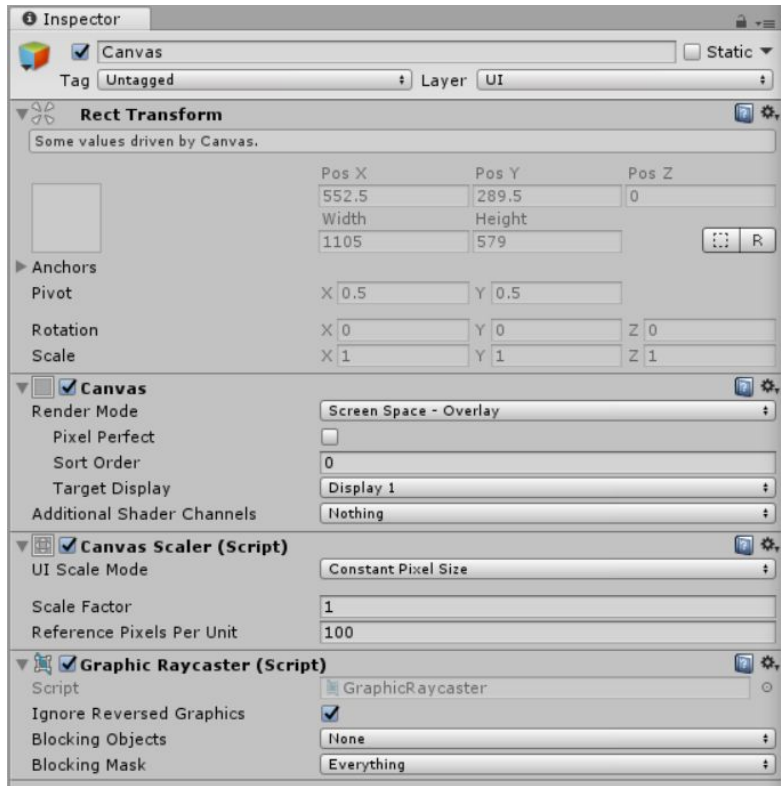 Inspector
Canvas Static
Tag Untagged Layer UI
Rect Transform
Some values driven by Canvas.
Pos X Pos Y Pos Z
552.5 289.5 0
Width Height
1105 579
R
Anchors
Pivot X 0.5 Y 0.5
Rotation X 0 Y 0 Z 0
Scale X 1 Y 1 Z 1
Canvas
Render Mode Screen Space - Overlay
Pixel Perfect
Sort Order 0
Target Display Display 1
Additional Shader Channels Nothing
Canvas Scaler (Script)
UI Scale Mode Constant Pixel Size
Scale Factor 1
Reference Pixels Per Unit 100
Graphic Raycaster (Script)
Script GraphicRaycaster
Ignore Reversed Graphics
Blocking Objects None
Blocking Mask Everything